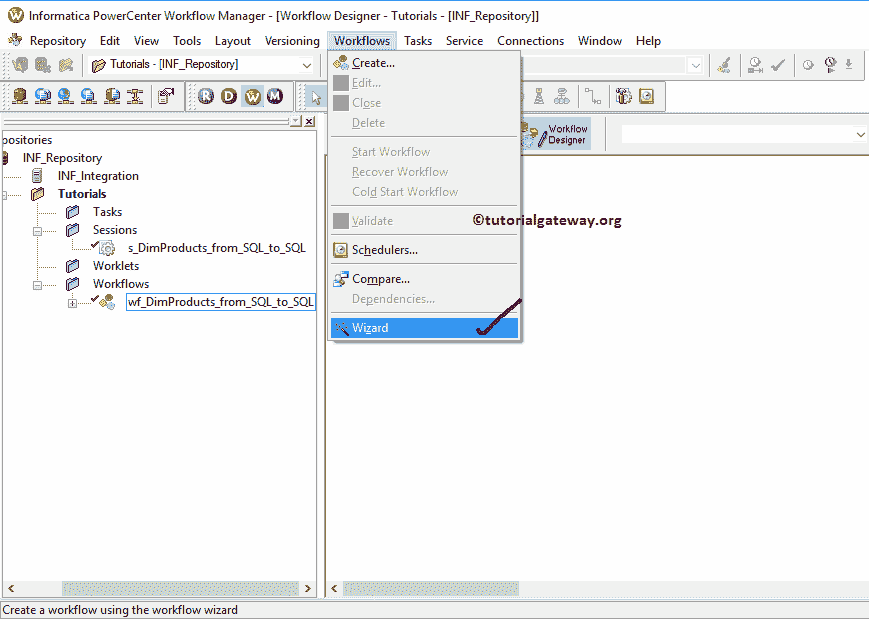 Informatica PowerCenter Workflow Manager - [Workflow Designer - Tutorials - [INF_Repository]]
Repository Edit View Tools Layout Versioning Workflows Tasks Service Connections Window Help
Tutorials - [INF_Repository]
R D W M
Create...
Edit...
Close
Delete
Start Workflow
Recover Workflow
Cold Start Workflow
Validate
Schedulers...
Compare...
Dependencies...
Wizard
Workflow
Designer
©tutorialgateway.org
positories
INF_Repository
INF_Integration
Tutorials
Tasks
Sessions
s_DimProducts_from_SQL_to_SQL
Worklets
Workflows
wf_DimProducts_from_SQL_to_SQL
Create a workflow using the workflow wizard